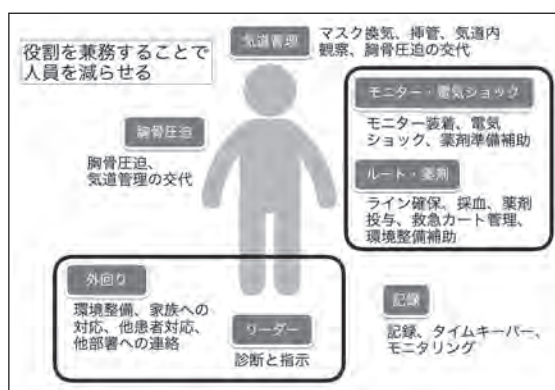 役割を兼務することで
人員を減らせる
気道管理
マスク換気、挿管、気道内
観察、胸骨圧迫の交代
モニター・電気ショック
モニター装着、電気
ショック、薬剤準備補助
胸骨圧迫
胸骨圧迫、
気道管理の交代
ルート・薬剤
ライン確保、採血、薬剤
投与、救急カート管理、
環境整備補助
外回り
環境整備、家族への
対応、他患者対応、
他部署への連絡
リーダー
診断と指示
記録
記録、タイムキーパー、
モニタリング